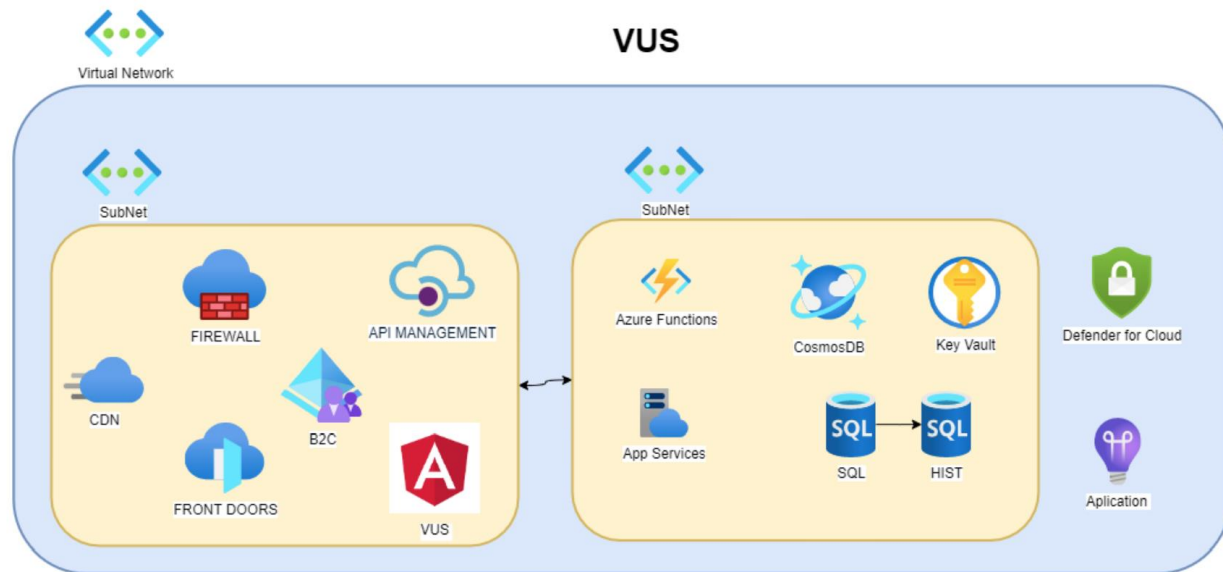 VUS
Virtual Network
SubNet
SubNet
FIREWALL
API MANAGEMENT
CDN
B2C
FRONT DOORS
VUS
Azure Functions
CosmosDB
Key Vault
App Services
SQL
SQL
SQL
HIST
Defender for Cloud
Aplication